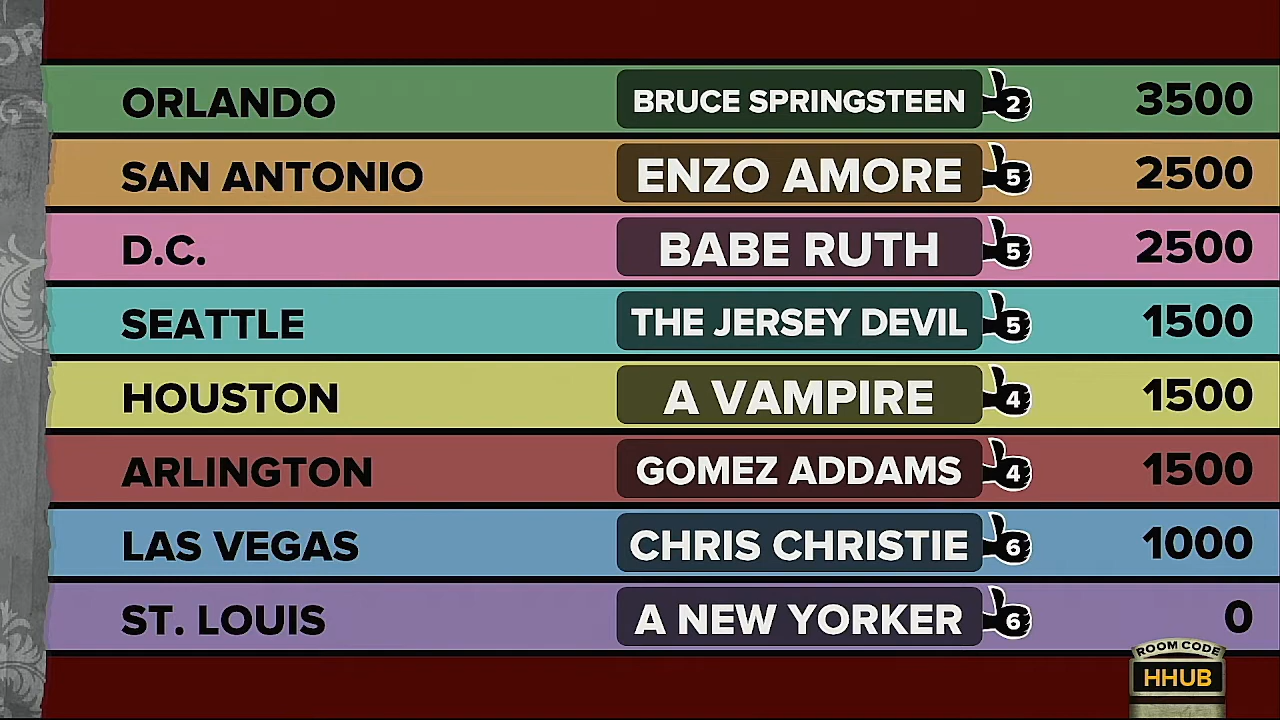 ORLANDO BRUCE SPRINGSTEEN 2 3500
SAN ANTONIO ENZO AMORE 5 2500
D.C. BABE RUTH 5 2500
SEATTLE THE JERSEY DEVIL 5 1500
HOUSTON A VAMPIRE 4 1500
ARLINGTON GOMEZ ADDAMS 4 1500
LAS VEGAS CHRIS CHRISTIE 6 1000
ST. LOUIS A NEW YORKER 6 0
ROOM CODE
HHUB